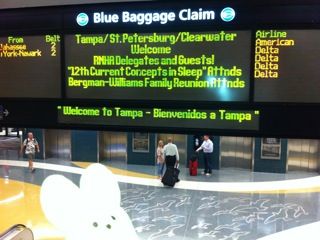 Blue Baggage Claim
From Belt
lahassee 2
York-Newark 2
Tampa/St.Petersburg/Clearwater
Welcome
RMHA Delegates and Guests!
"12th Current Concepts in Sleep" Attnds
Bergman-Williams Family Reunion Attnds
Airline
American
Delta
Delta
Delta
Delta
" Welcome to Tampa - Bienvenidos a Tampa "